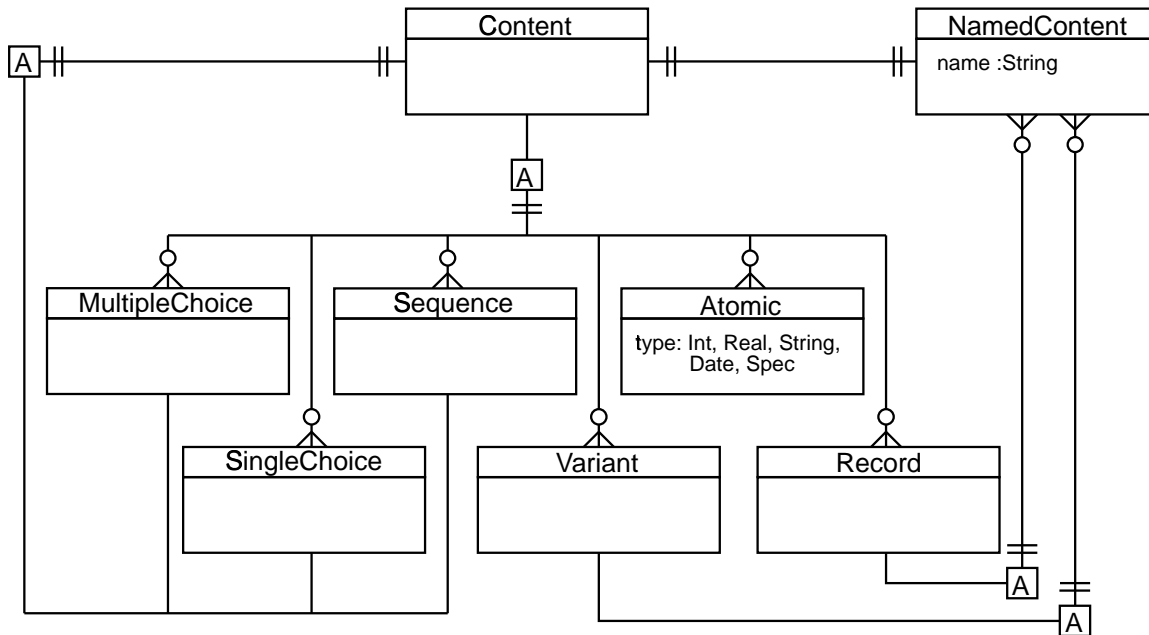 Content
NamedContent
A
name :String
A
MultipleChoice
Sequence
Atomic
type: Int, Real, String,
Date, Spec
SingleChoice
Variant
Record
A
A